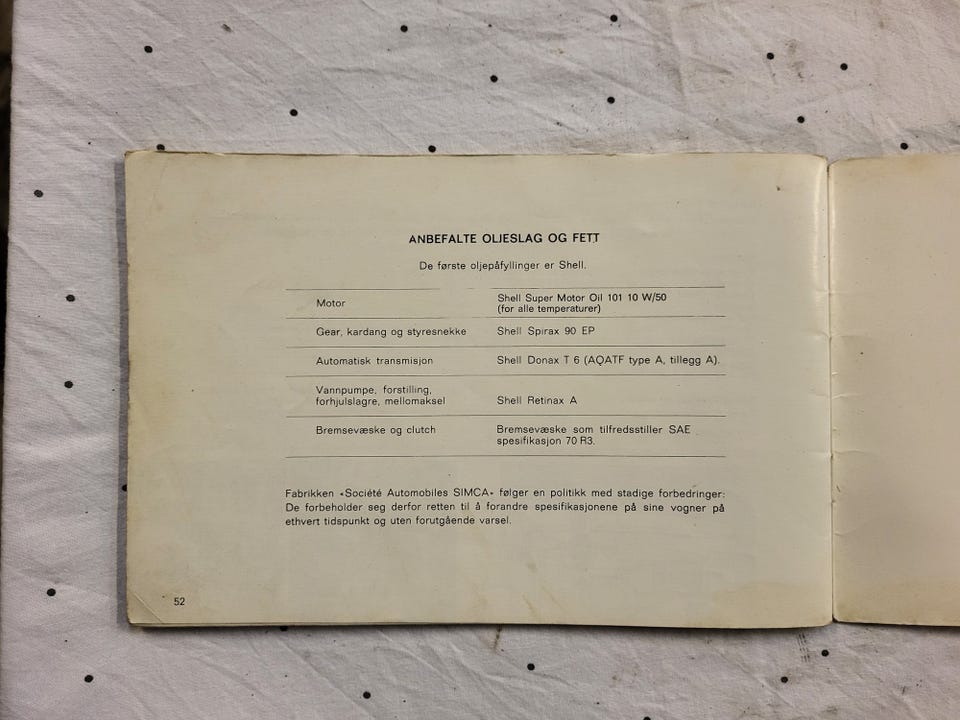 ANBEFALTE OLJESLAG OG FETT
De første oljepåfyllinger er Shell.
Motor
Shell Super Motor Oil 101 10 W/50
(for alle temperaturer)
Gear, kardang og styresnekke
Shell Spirax 90 EP
Automatisk transmisjon
Shell Donax T 6 (AQATF type A, tillegg A).
Vannpumpe, forstilling,
forhjulslagre, mellomaksel
Shell Retinax A
Bremsevæske og clutch
Bremsevæske som tilfredsstiller SAE
spesifikasjon 70 R3.
Fabrikken «Société Automobiles SIMCA» følger en politikk med stadige forbedringer:
De forbeholder seg derfor retten til å forandre spesifikasjonene på sine vogner på
ethvert tidspunkt og uten forutgående varsel.
52